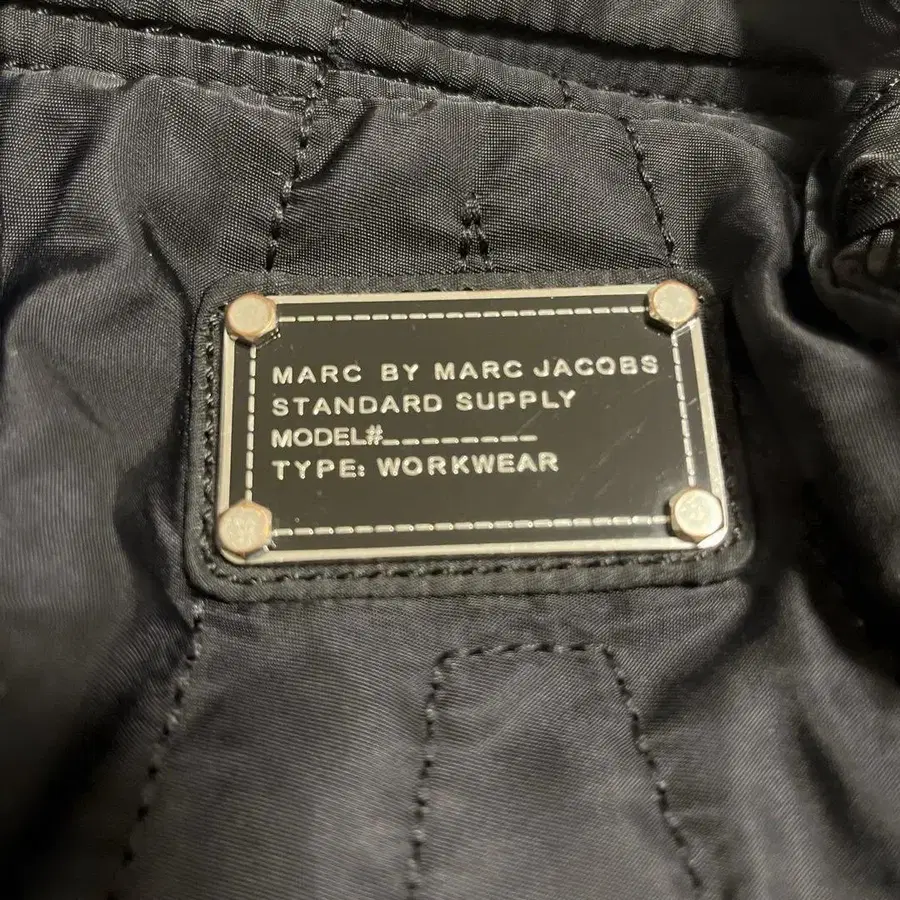 MARC BY MARC JACOBS
STANDARD SUPPLY
MODEL#________
TYPE: WORKWEAR